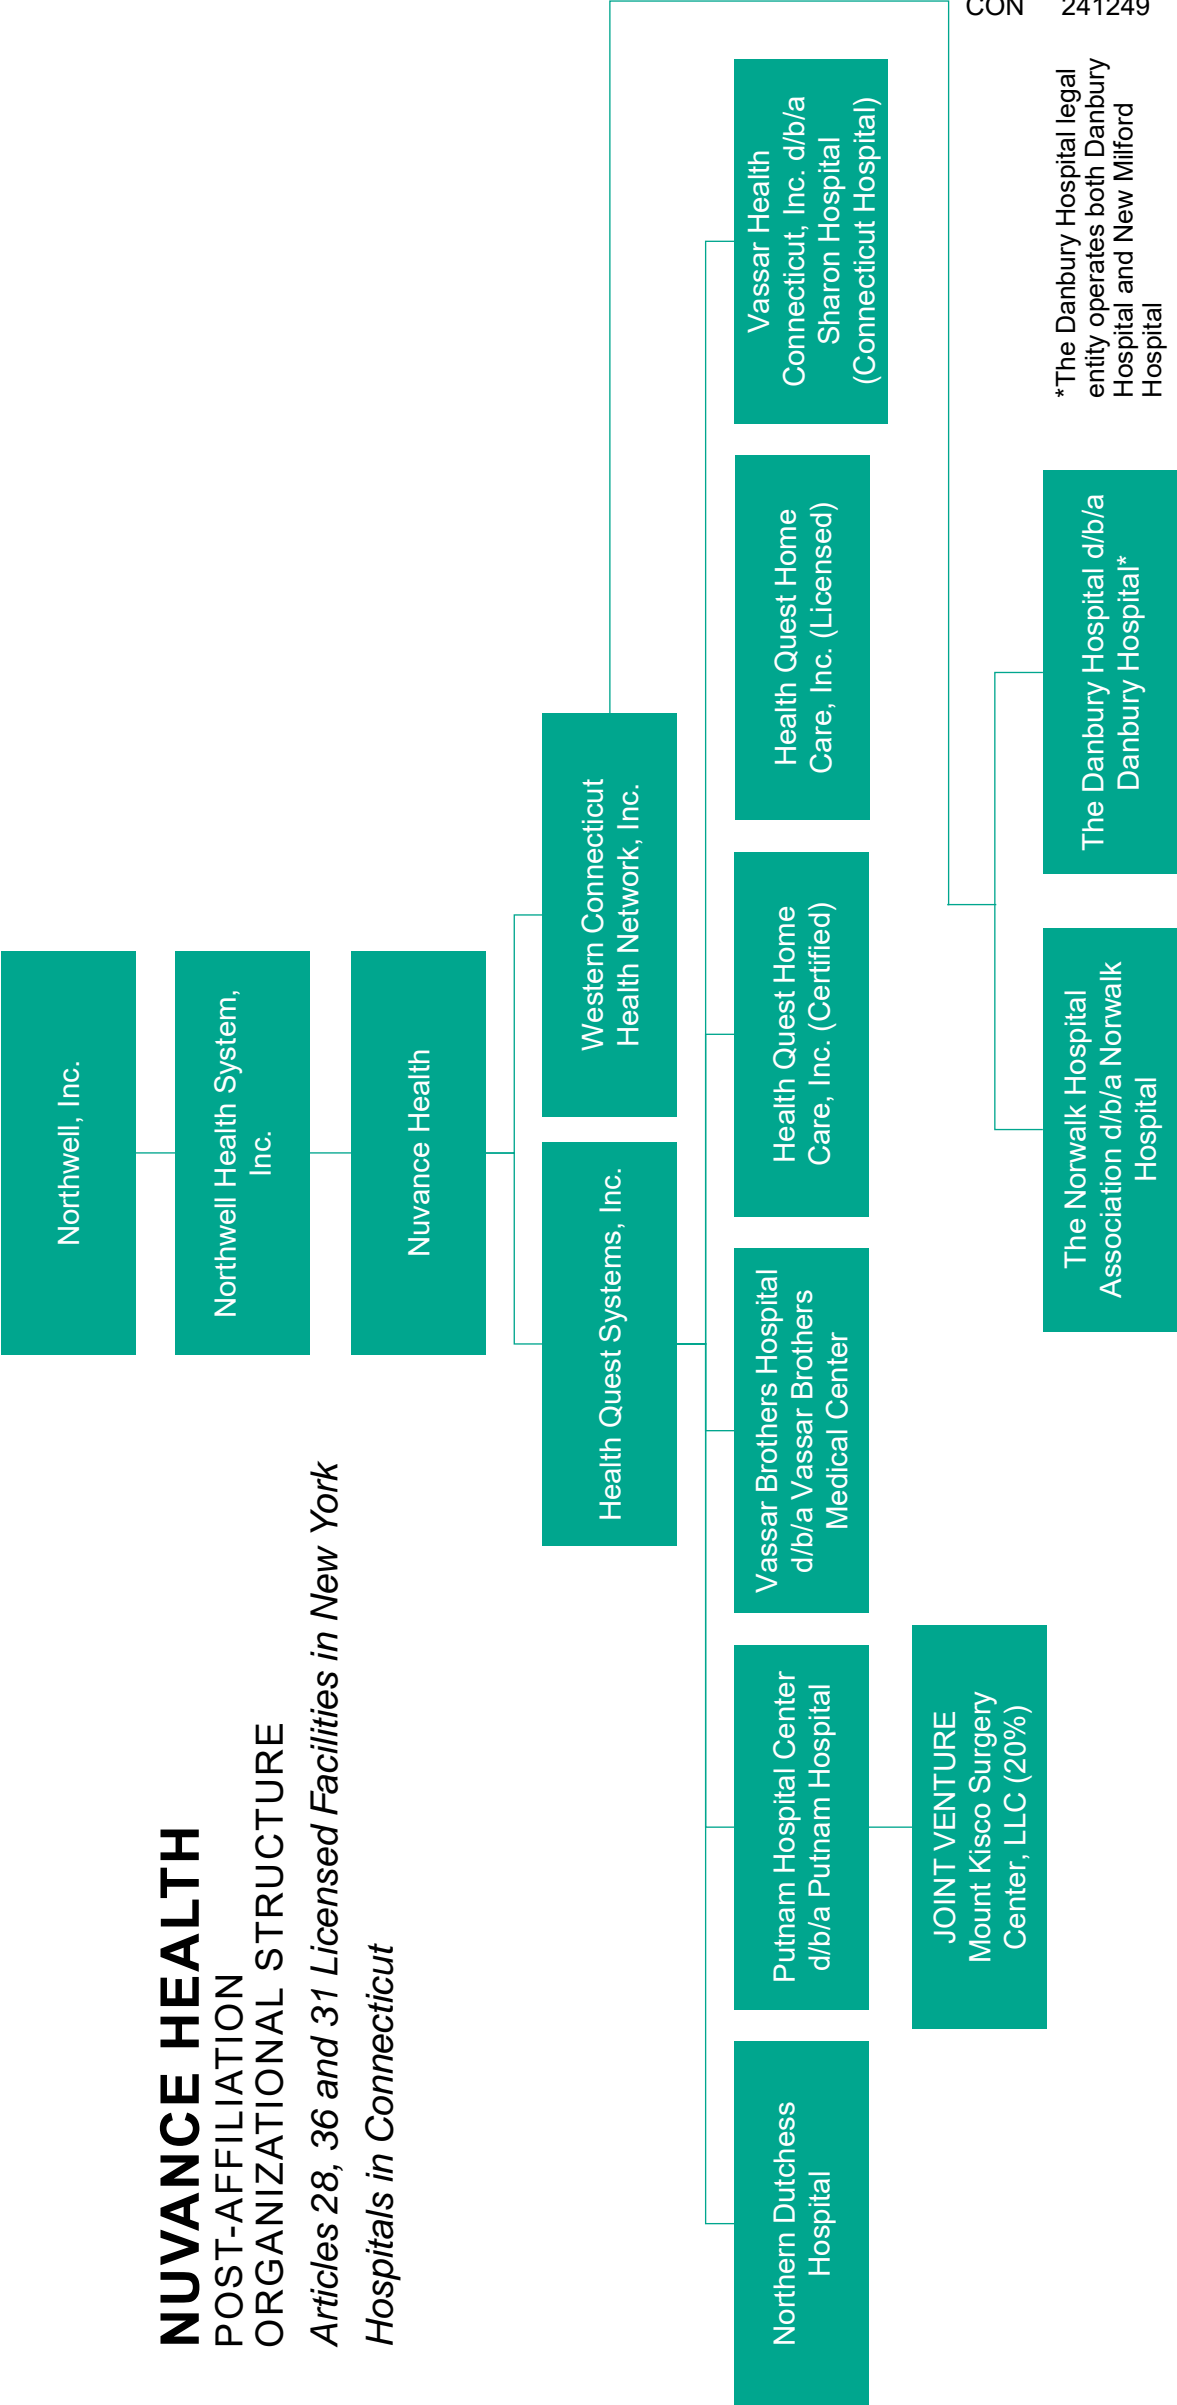 CON 241249
NUVANCE HEALTH
POST-AFFILIATION
ORGANIZATIONAL STRUCTURE
Articles 28, 36 and 31 Licensed Facilities in New York
Hospitals in Connecticut
Northwell, Inc.
Northwell Health System,
Inc.
Nuvance Health
Health Quest Systems, Inc.
Western Connecticut
Health Network, Inc.
Northern Dutchess
Hospital
Putnam Hospital Center
d/b/a Putnam Hospital
Vassar Brothers Hospital
d/b/a Vassar Brothers
Medical Center
Health Quest Home
Care, Inc. (Certified)
Health Quest Home
Care, Inc. (Licensed)
Vassar Health
Connecticut, Inc. d/b/a
Sharon Hospital
(Connecticut Hospital)
JOINT VENTURE
Mount Kisco Surgery
Center, LLC (20%)
The Norwalk Hospital
Association d/b/a Norwalk
Hospital
The Danbury Hospital d/b/a
Danbury Hospital*
*The Danbury Hospital legal
entity operates both Danbury
Hospital and New Milford
Hospital